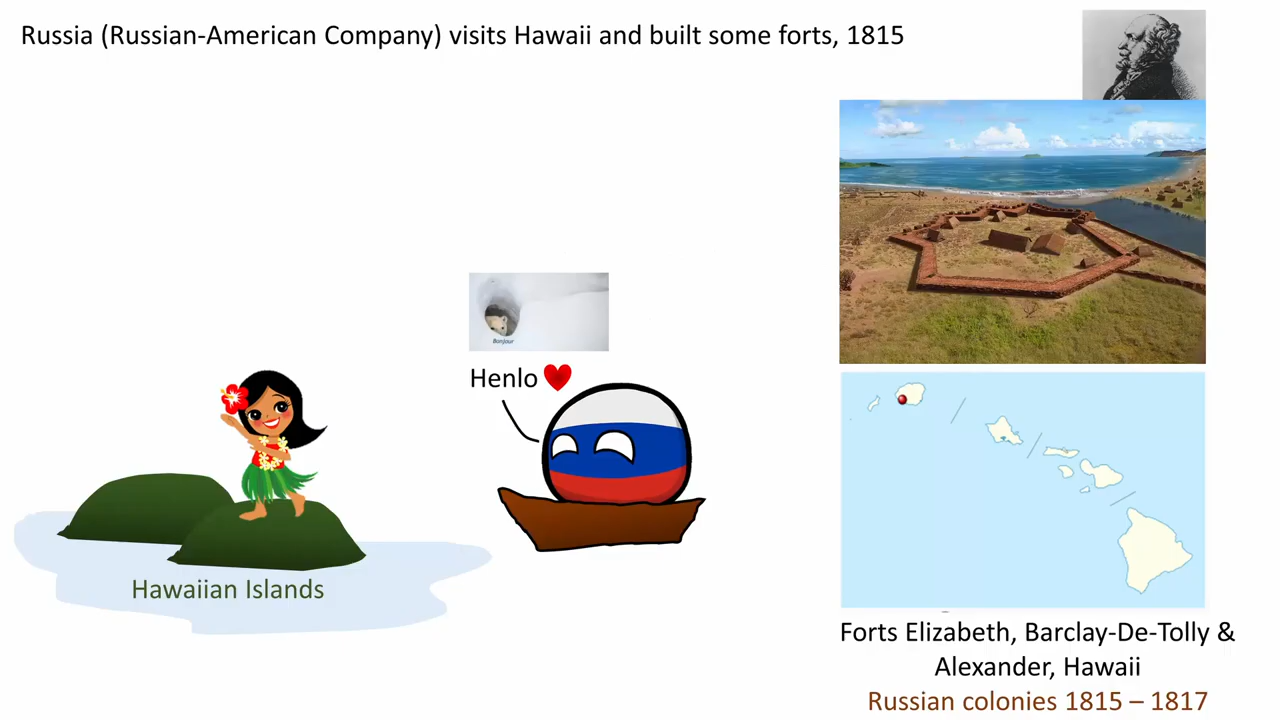 Russia (Russian-American Company) visits Hawaii and built some forts, 1815
Bonjour
Henlo
Hawaiian Islands
Forts Elizabeth, Barclay-De-Tolly &
Alexander, Hawaii
Russian colonies 1815 – 1817